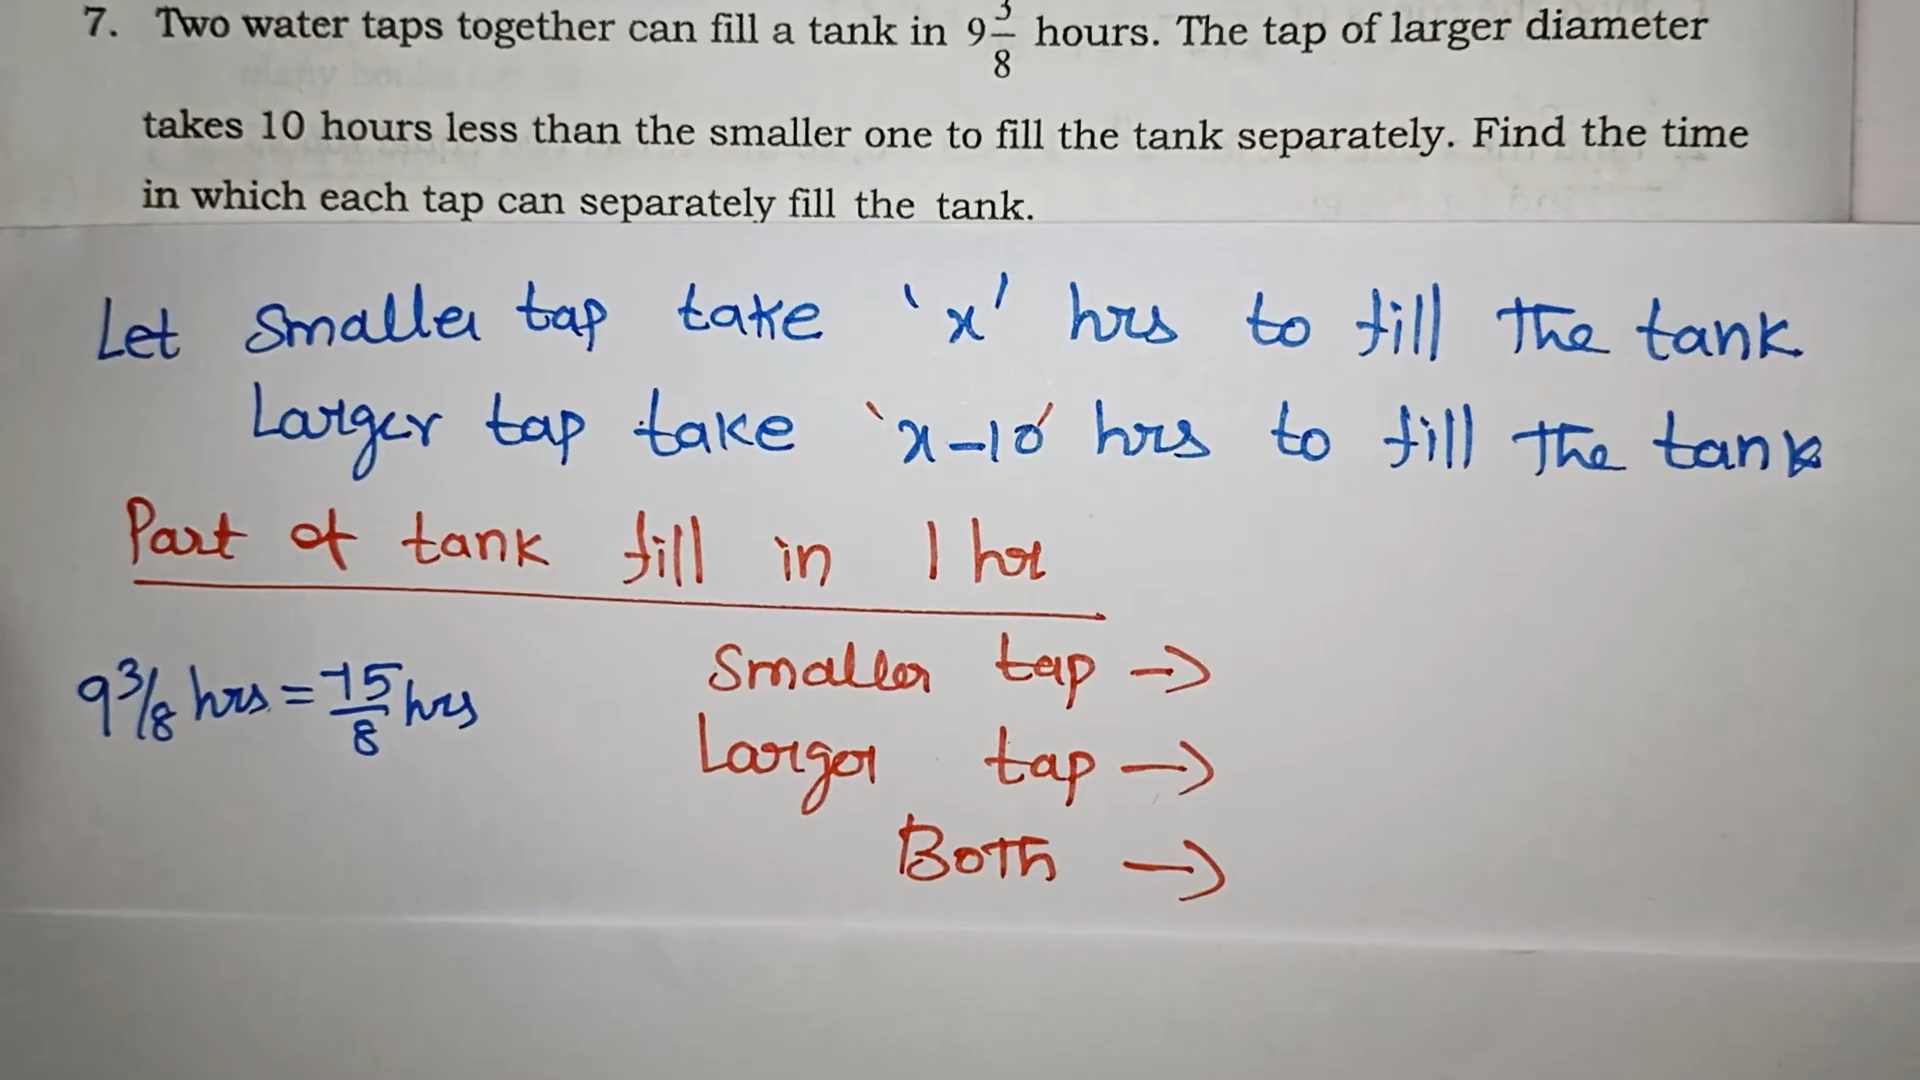 7. Two water taps together can fill a tank in 9 3/8 hours. The tap of larger diameter
takes 10 hours less than the smaller one to fill the tank separately. Find the time
in which each tap can separately fill the tank.
Let smaller tap take 'x' hrs to fill the tank
Larger tap take 'x-10' hrs to fill the tank
Part of tank fill in 1 hr
9 3/8 hrs = 75/8 hrs
Smaller tap →
Larger tap →
Both →